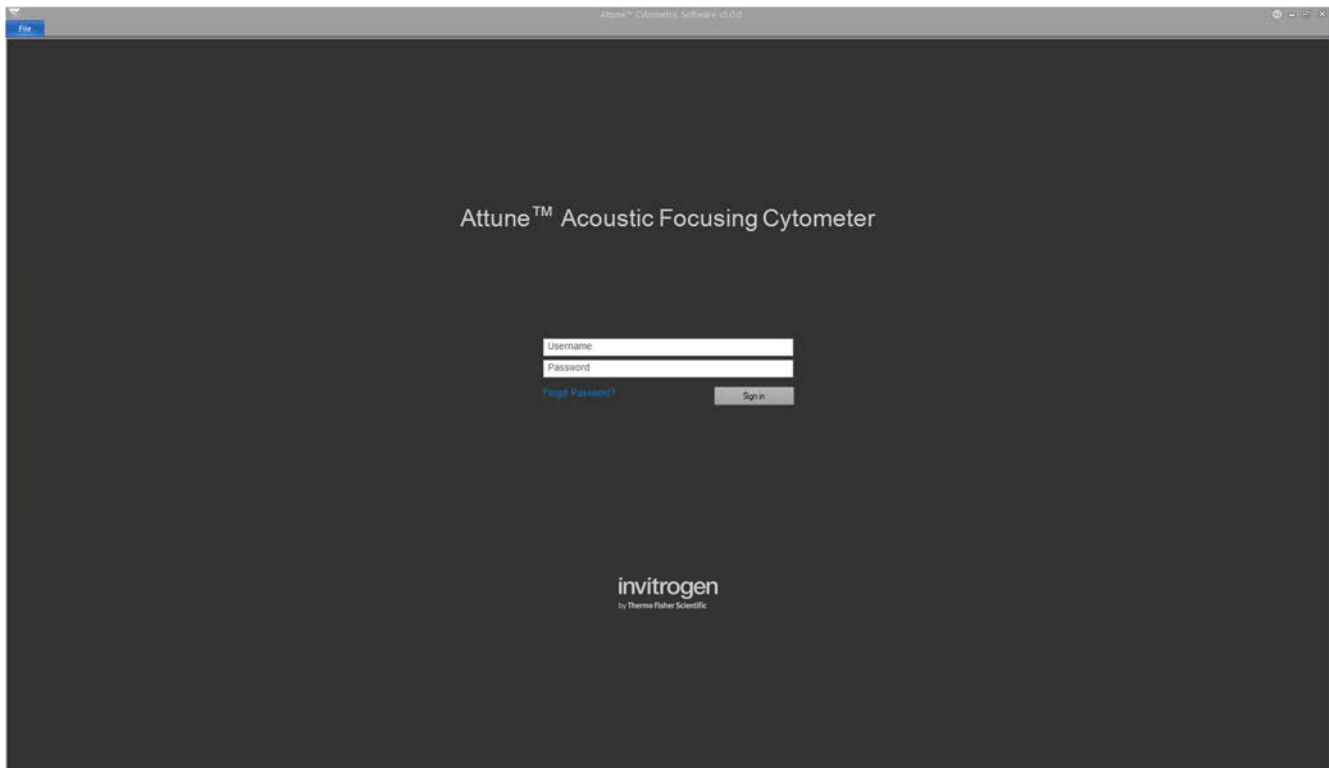 Attune™ Cytometric Software v5.0.0
File
Attune™ Acoustic Focusing Cytometer
Username
Password
Forgot Password?
Sign in
invitrogen
by Thermo Fisher Scientific